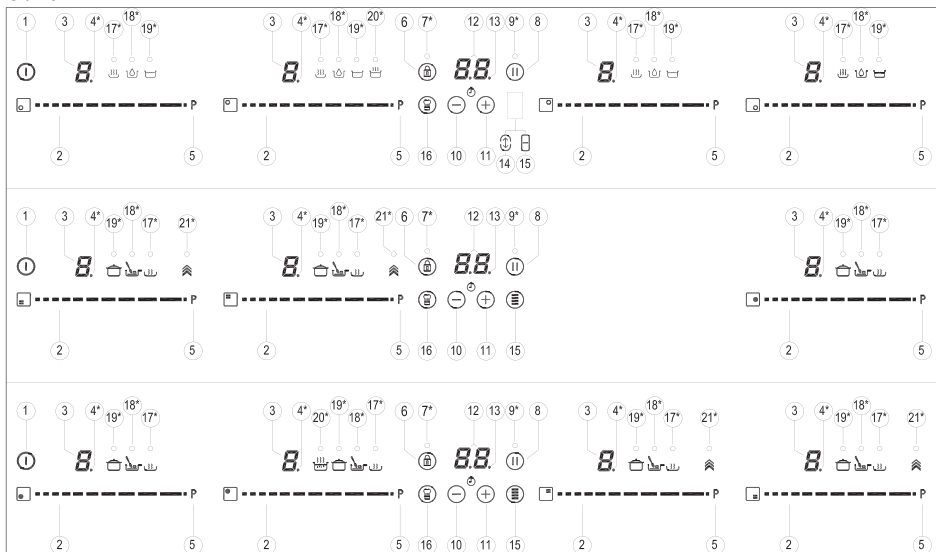 18* 18* 20* 18* 18*
1 3 4* 17* 19* 3 4* 17* 19* 6 7* 12 13 9* 8 3 4* 17* 19* 3 4* 17* 19*
8. 8. 8.8. 8. 8.
P P P P
2 5 2 5 16 10 11 14 15 2 5 2 5
18* 18* 18*
1 3 4* 19* 17* 21* 3 4* 19* 17* 21* 6 7* 12 13 9* 8 3 4* 19* 17*
8. 8. 8.8. 8.
P P P
2 5 2 5 16 10 11 15 2 5
18* 19* 17* 18* 18*
1 3 4* 19* 17* 3 4* 20* 18* 6 7* 12 13 9* 8 3 4* 19* 17* 21* 3 4* 19* 17* 21*
8. 8. 8.8. 8. 8.
P P P P
2 5 2 5 16 10 11 15 2 5 2 5